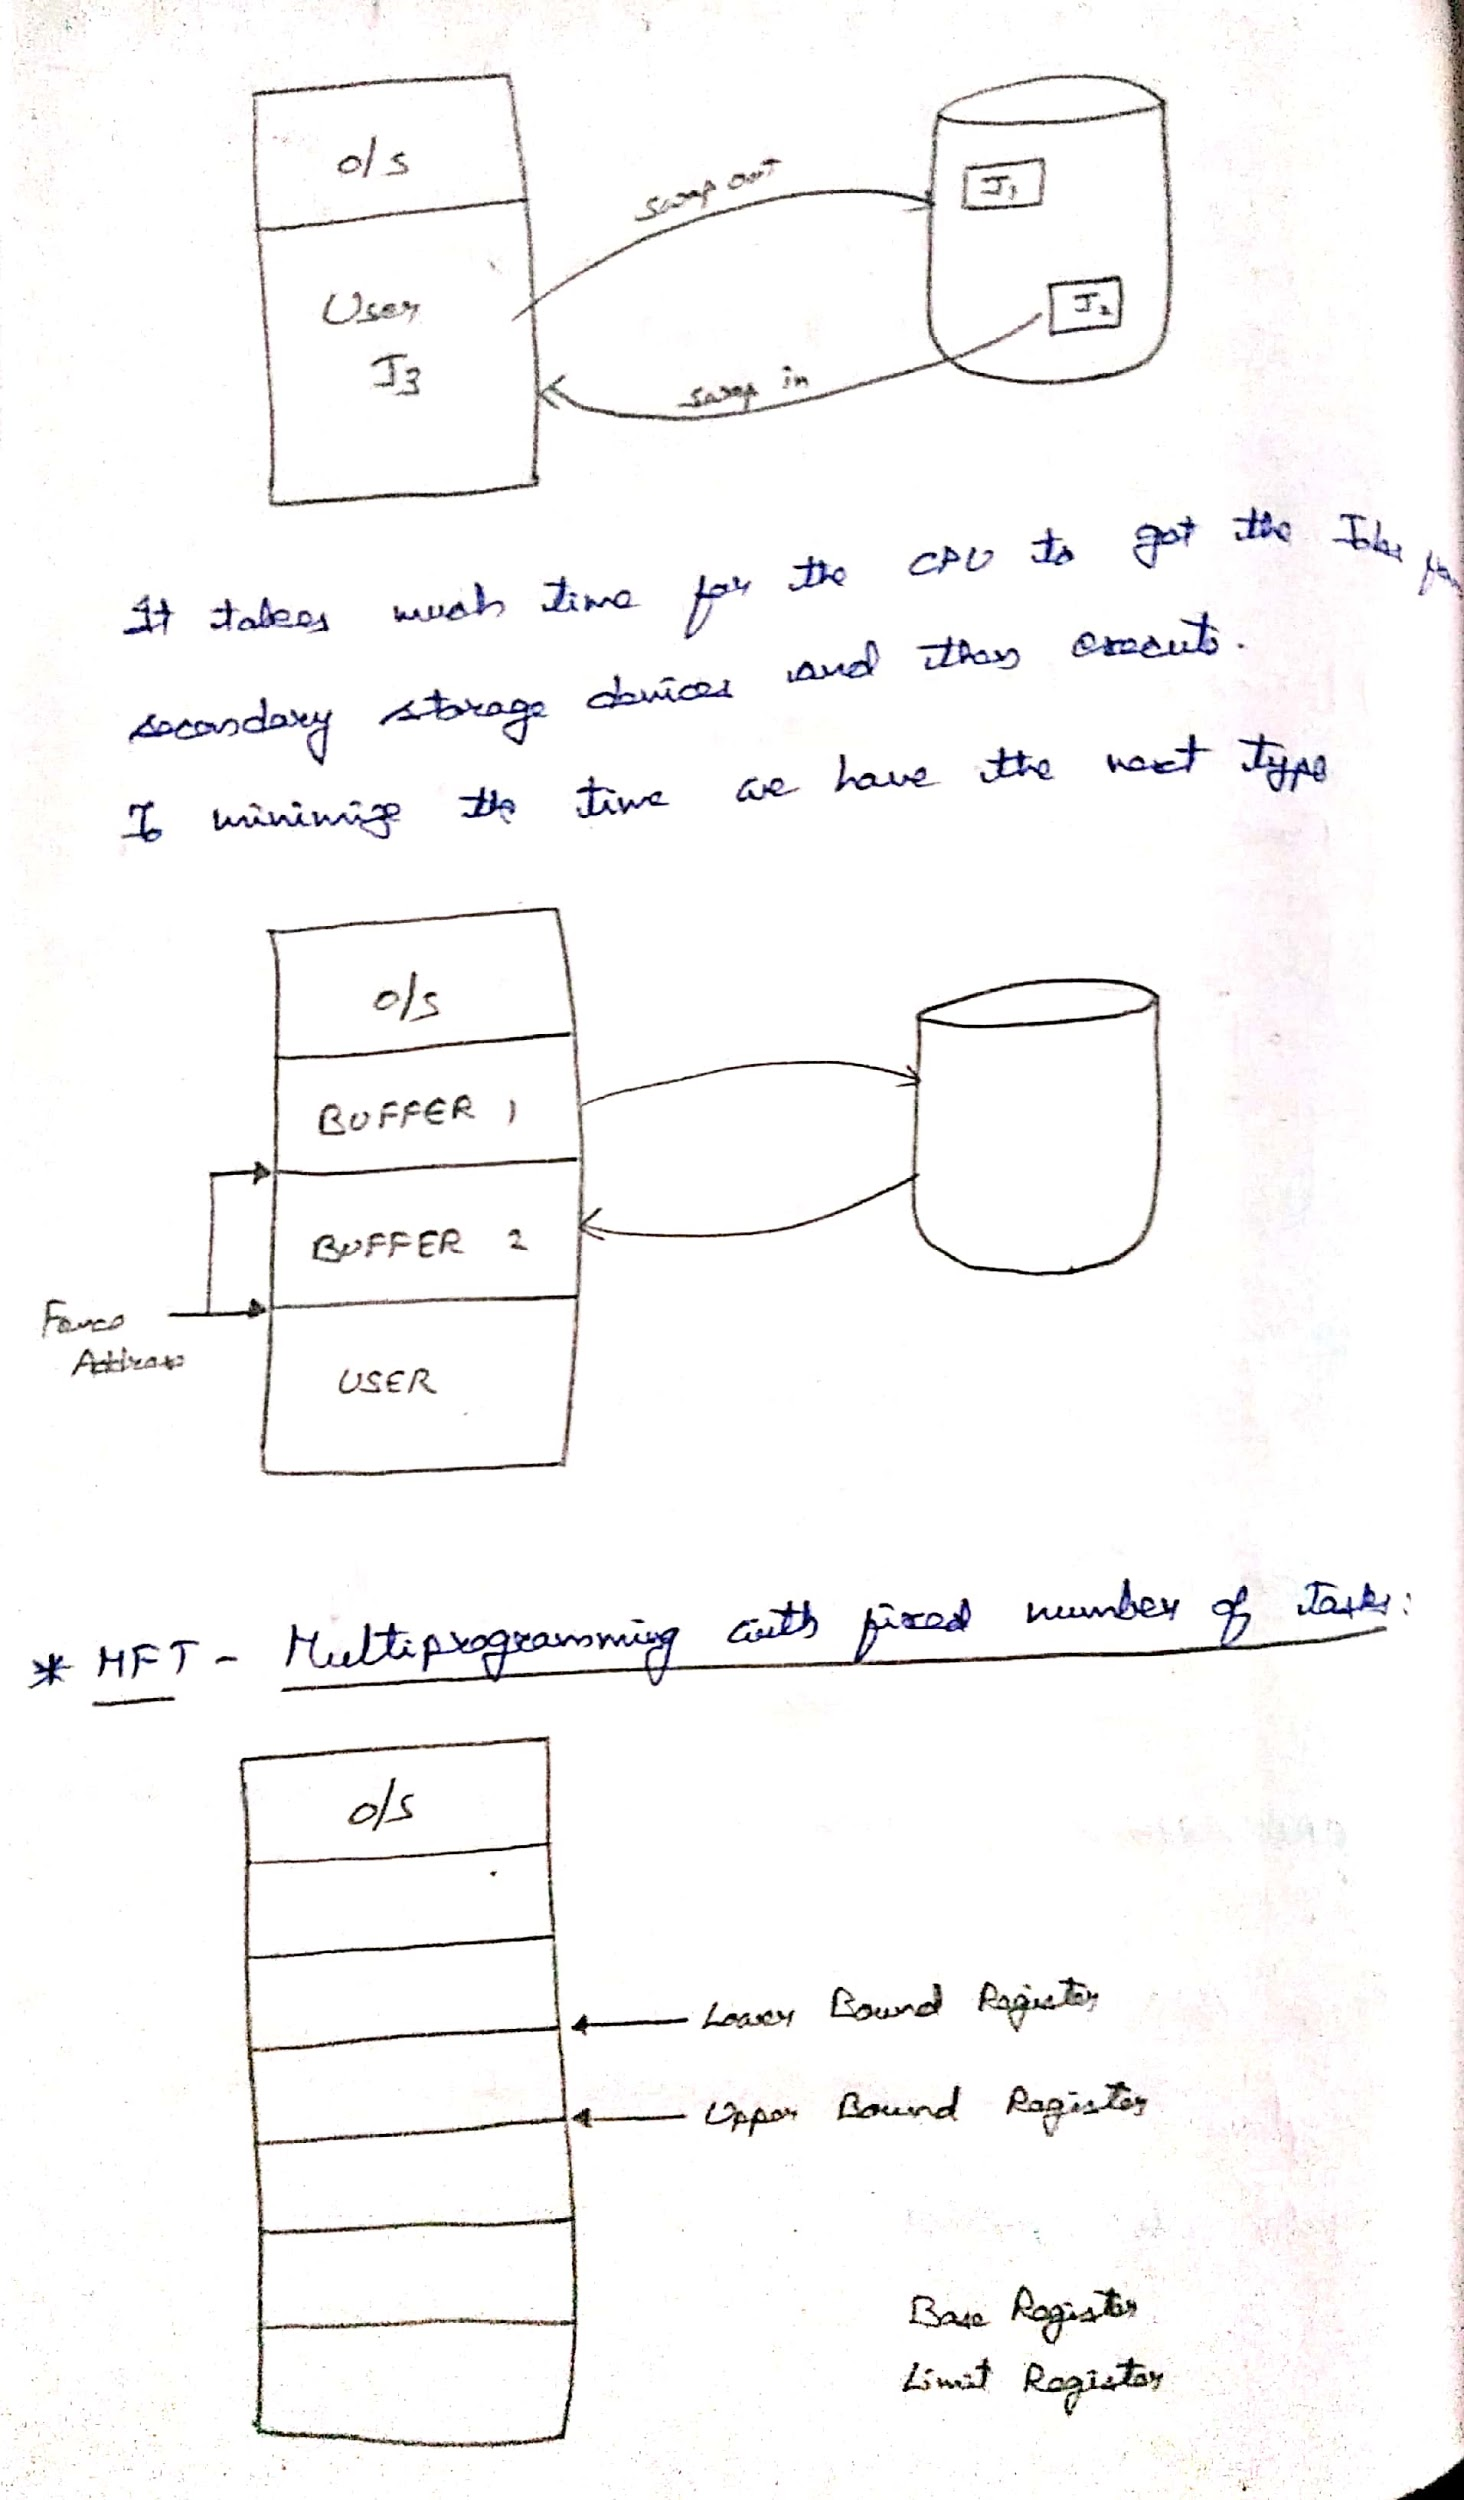 O/S
swap out
J1
User
J3
J2
swap in
It takes much time for the CPU to get the Jobs
secondary storage devices and then execute.
To minimize the time we have the next type
O/S
BUFFER 1
BUFFER 2
Fence
Address
USER
* MFT - Multiprogramming with fixed number of Tasks:
O/S
Lower Bound Register
Upper Bound Register
Base Register
Limit Register